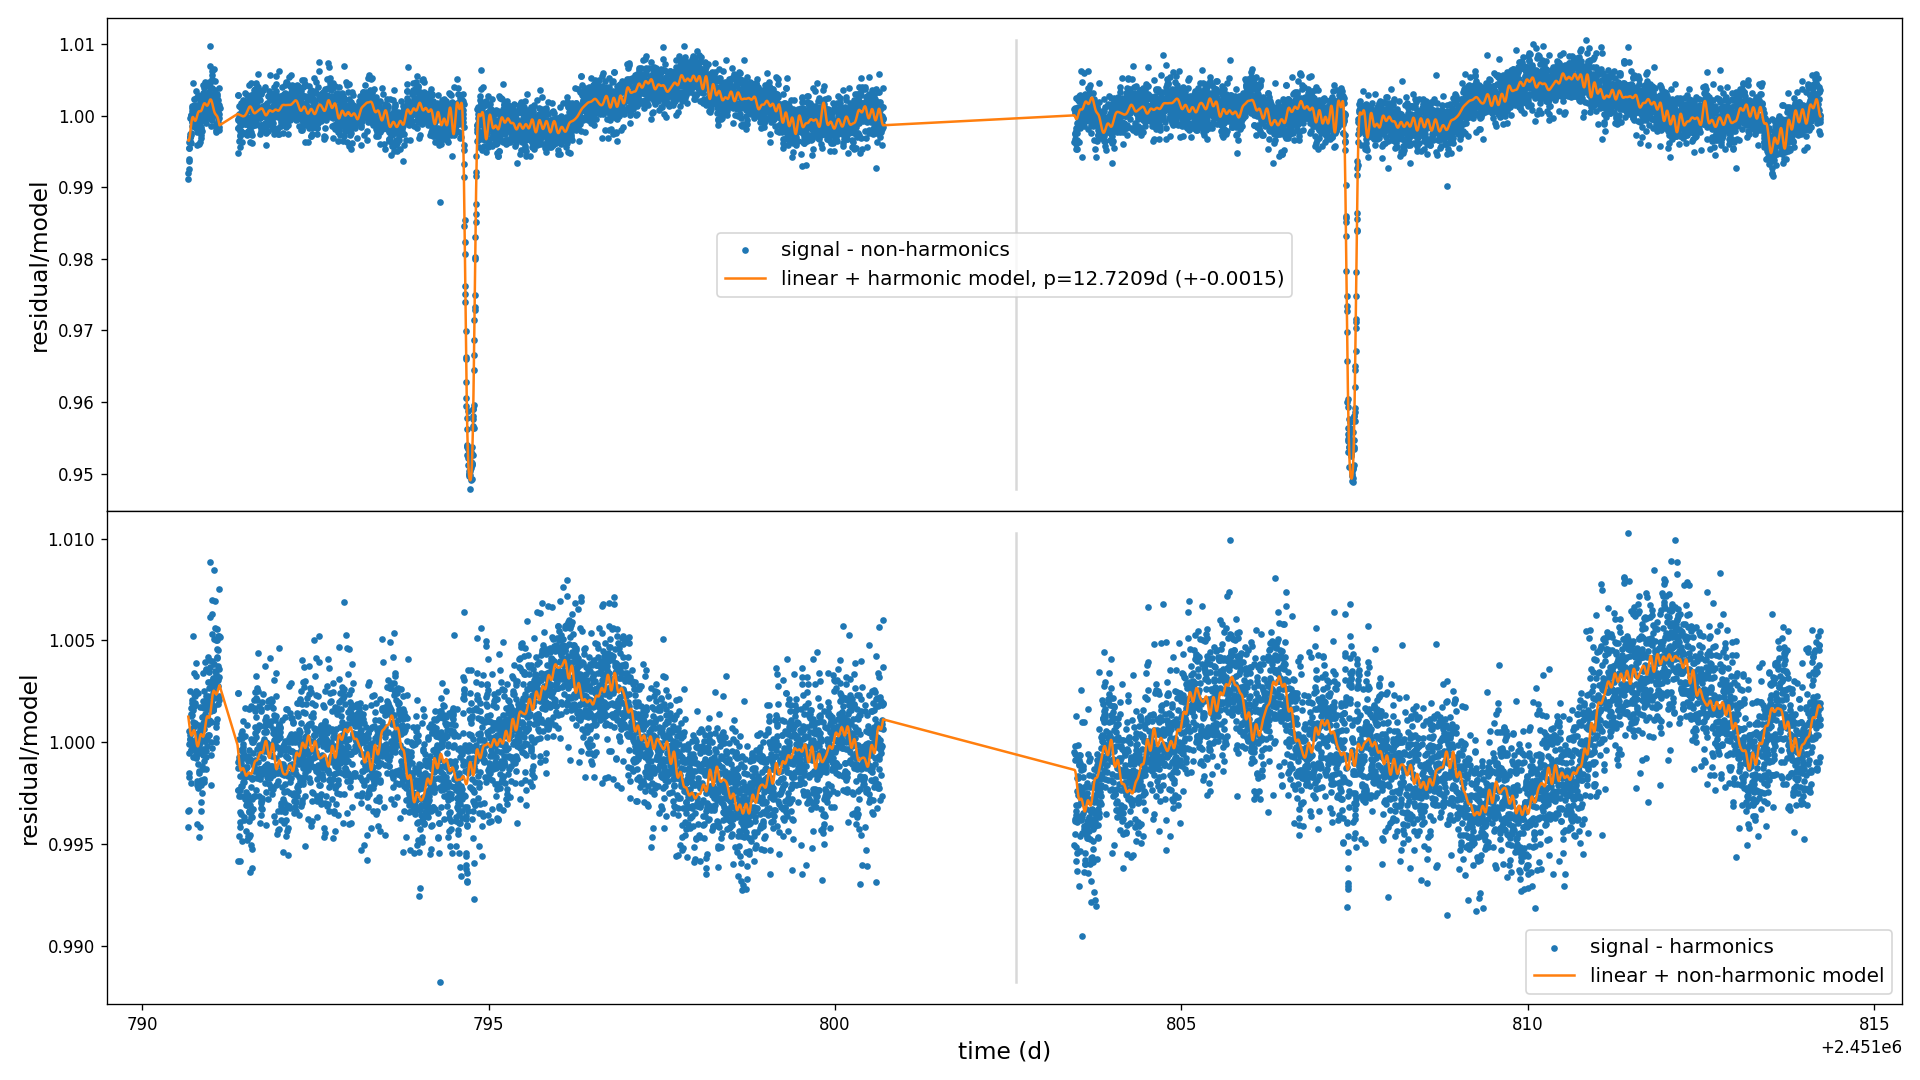 1.01
1.00
0.99
0.98
0.97
0.96
0.95
residual/model
signal - non-harmonics
linear + harmonic model, p=12.7209d (+-0.0015)
1.010
1.005
1.000
0.995
0.990
residual/model
signal - harmonics
linear + non-harmonic model
790
795
800
805
810
815
time (d)
+2.451e6